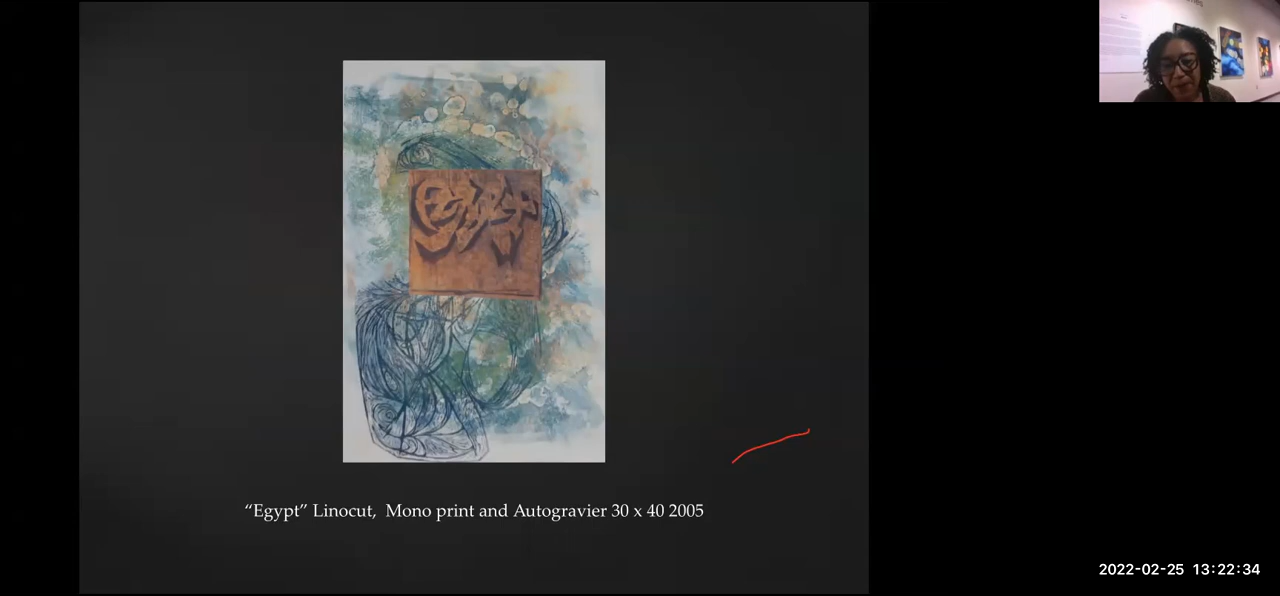 “Egypt” Linocut,  Mono print and Autogravier 30 x 40 2005
2022-02-25 13:22:34